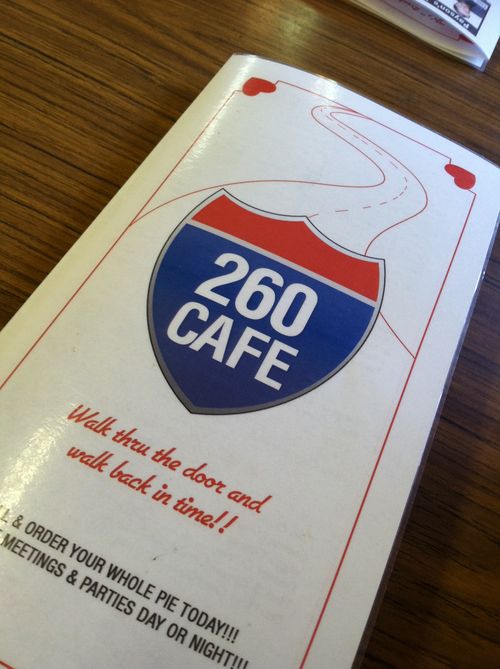 Payson's
260
CAFE
Walk thru the door and
walk back in time!!
& ORDER YOUR WHOLE PIE TODAY!!!
MEETINGS & PARTIES DAY OR NIGHT!!!